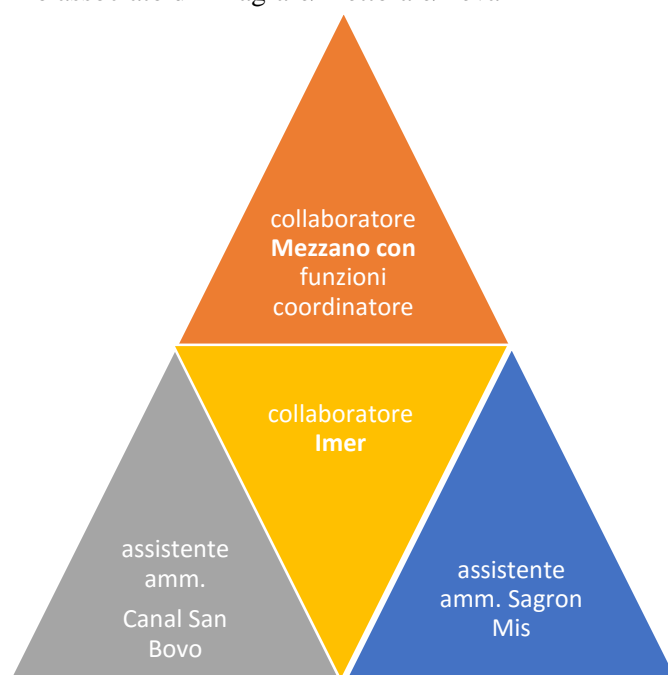 collaboratore
Mezzano con
funzioni
coordinatore
collaboratore
Imer
assistente
amm.
Canal San
Bovo
assistente
amm. Sagron
Mis